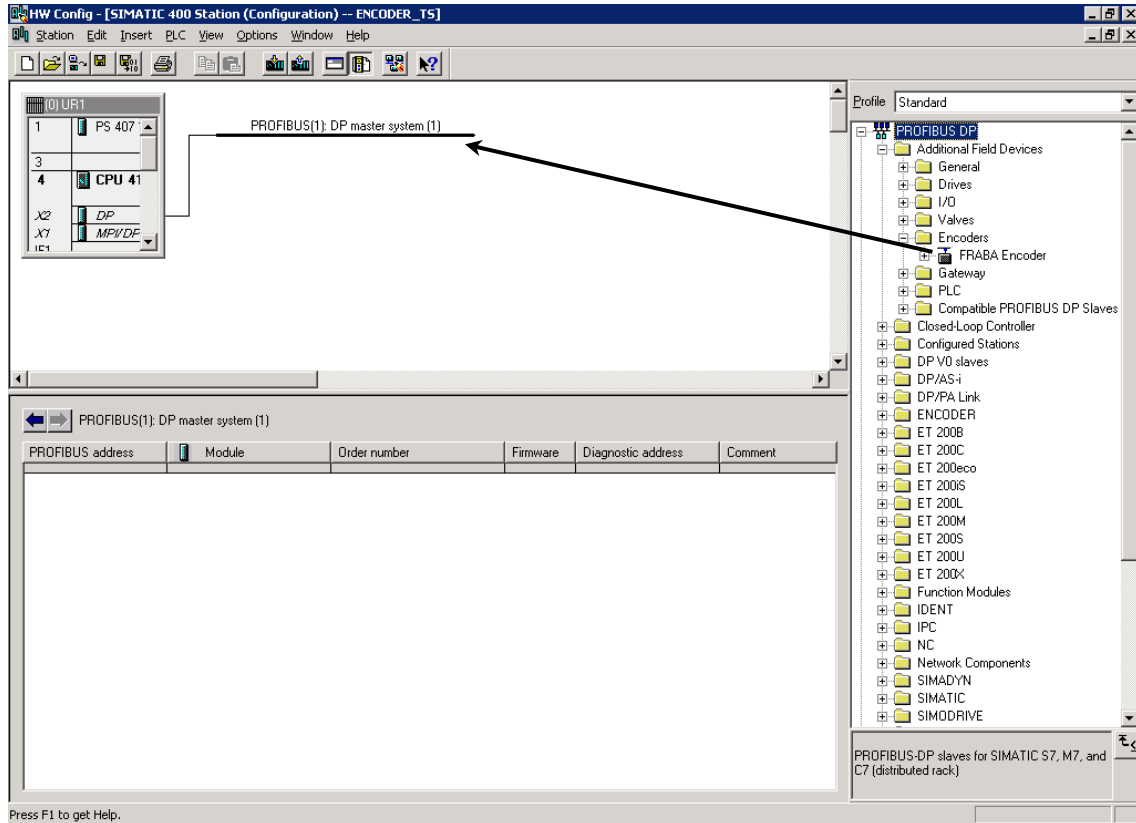 HW Config - [SIMATIC 400 Station (Configuration) -- ENCODER_TS]
Station Edit Insert PLC View Options Window Help
(0) UR1
1 PS 407
3
4 CPU 41
X2 DP
X1 MPI/DP
IF1
PROFIBUS(1): DP master system (1)
PROFIBUS(1): DP master system (1)
PROFIBUS address Module Order number Firmware Diagnostic address Comment
Profile Standard
PROFIBUS DP
Additional Field Devices
General
Drives
I/O
Valves
Encoders
FRABA Encoder
Gateway
PLC
Compatible PROFIBUS DP Slaves
Closed-Loop Controller
Configured Stations
DP V0 slaves
DP/AS-i
DP/PA Link
ENCODER
ET 200B
ET 200C
ET 200eco
ET 200iS
ET 200L
ET 200M
ET 200S
ET 200U
ET 200X
Function Modules
IDENT
IPC
NC
Network Components
SIMADYN
SIMATIC
SIMODRIVE
PROFIBUS-DP slaves for SIMATIC S7, M7, and
C7 (distributed rack)
Press F1 to get Help.